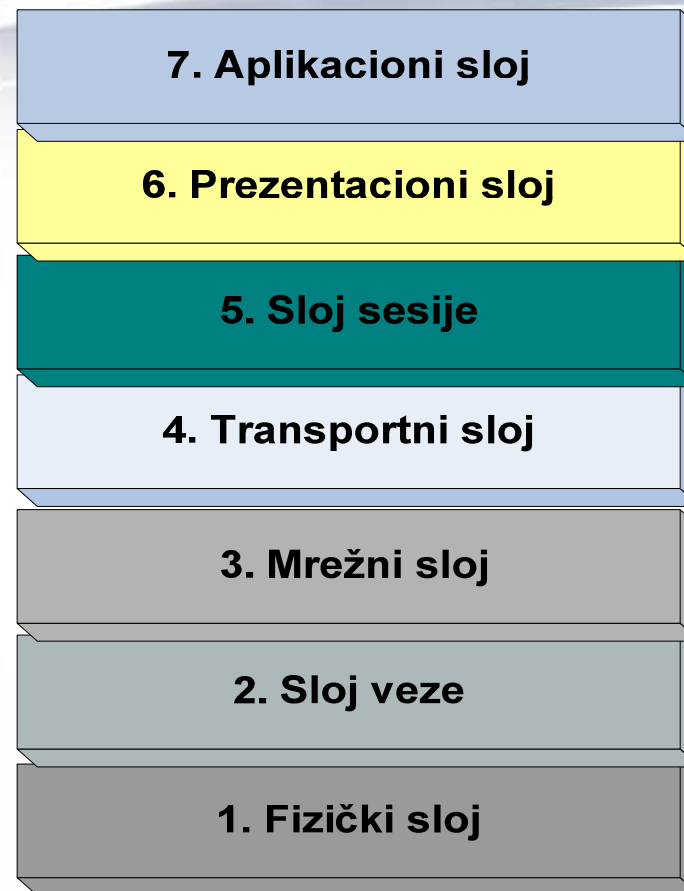 7. Aplikacioni sloj
6. Prezentacioni sloj
5. Sloj sesije
4. Transportni sloj
3. Mrežni sloj
2. Sloj veze
1. Fizički sloj